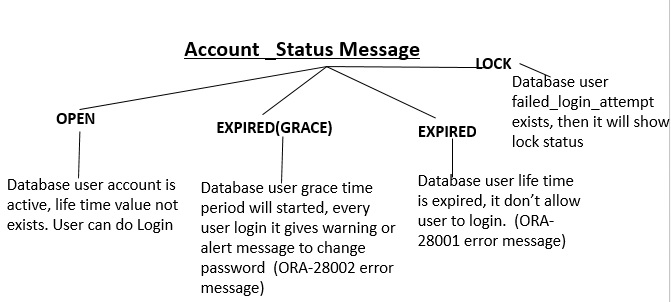 Account _Status Message
LOCK
Database user
failed_login_attempt
exists, then it will show
lock status
OPEN
EXPIRED(GRACE)
EXPIRED
Database user account is
active, life time value not
exists. User can do Login
Database user grace time
period will started, every
user login it gives warning or
alert message to change
password  (ORA-28002 error
message)
Database user life time
is expired, it don’t allow
user to login.  (ORA-
28001 error message)